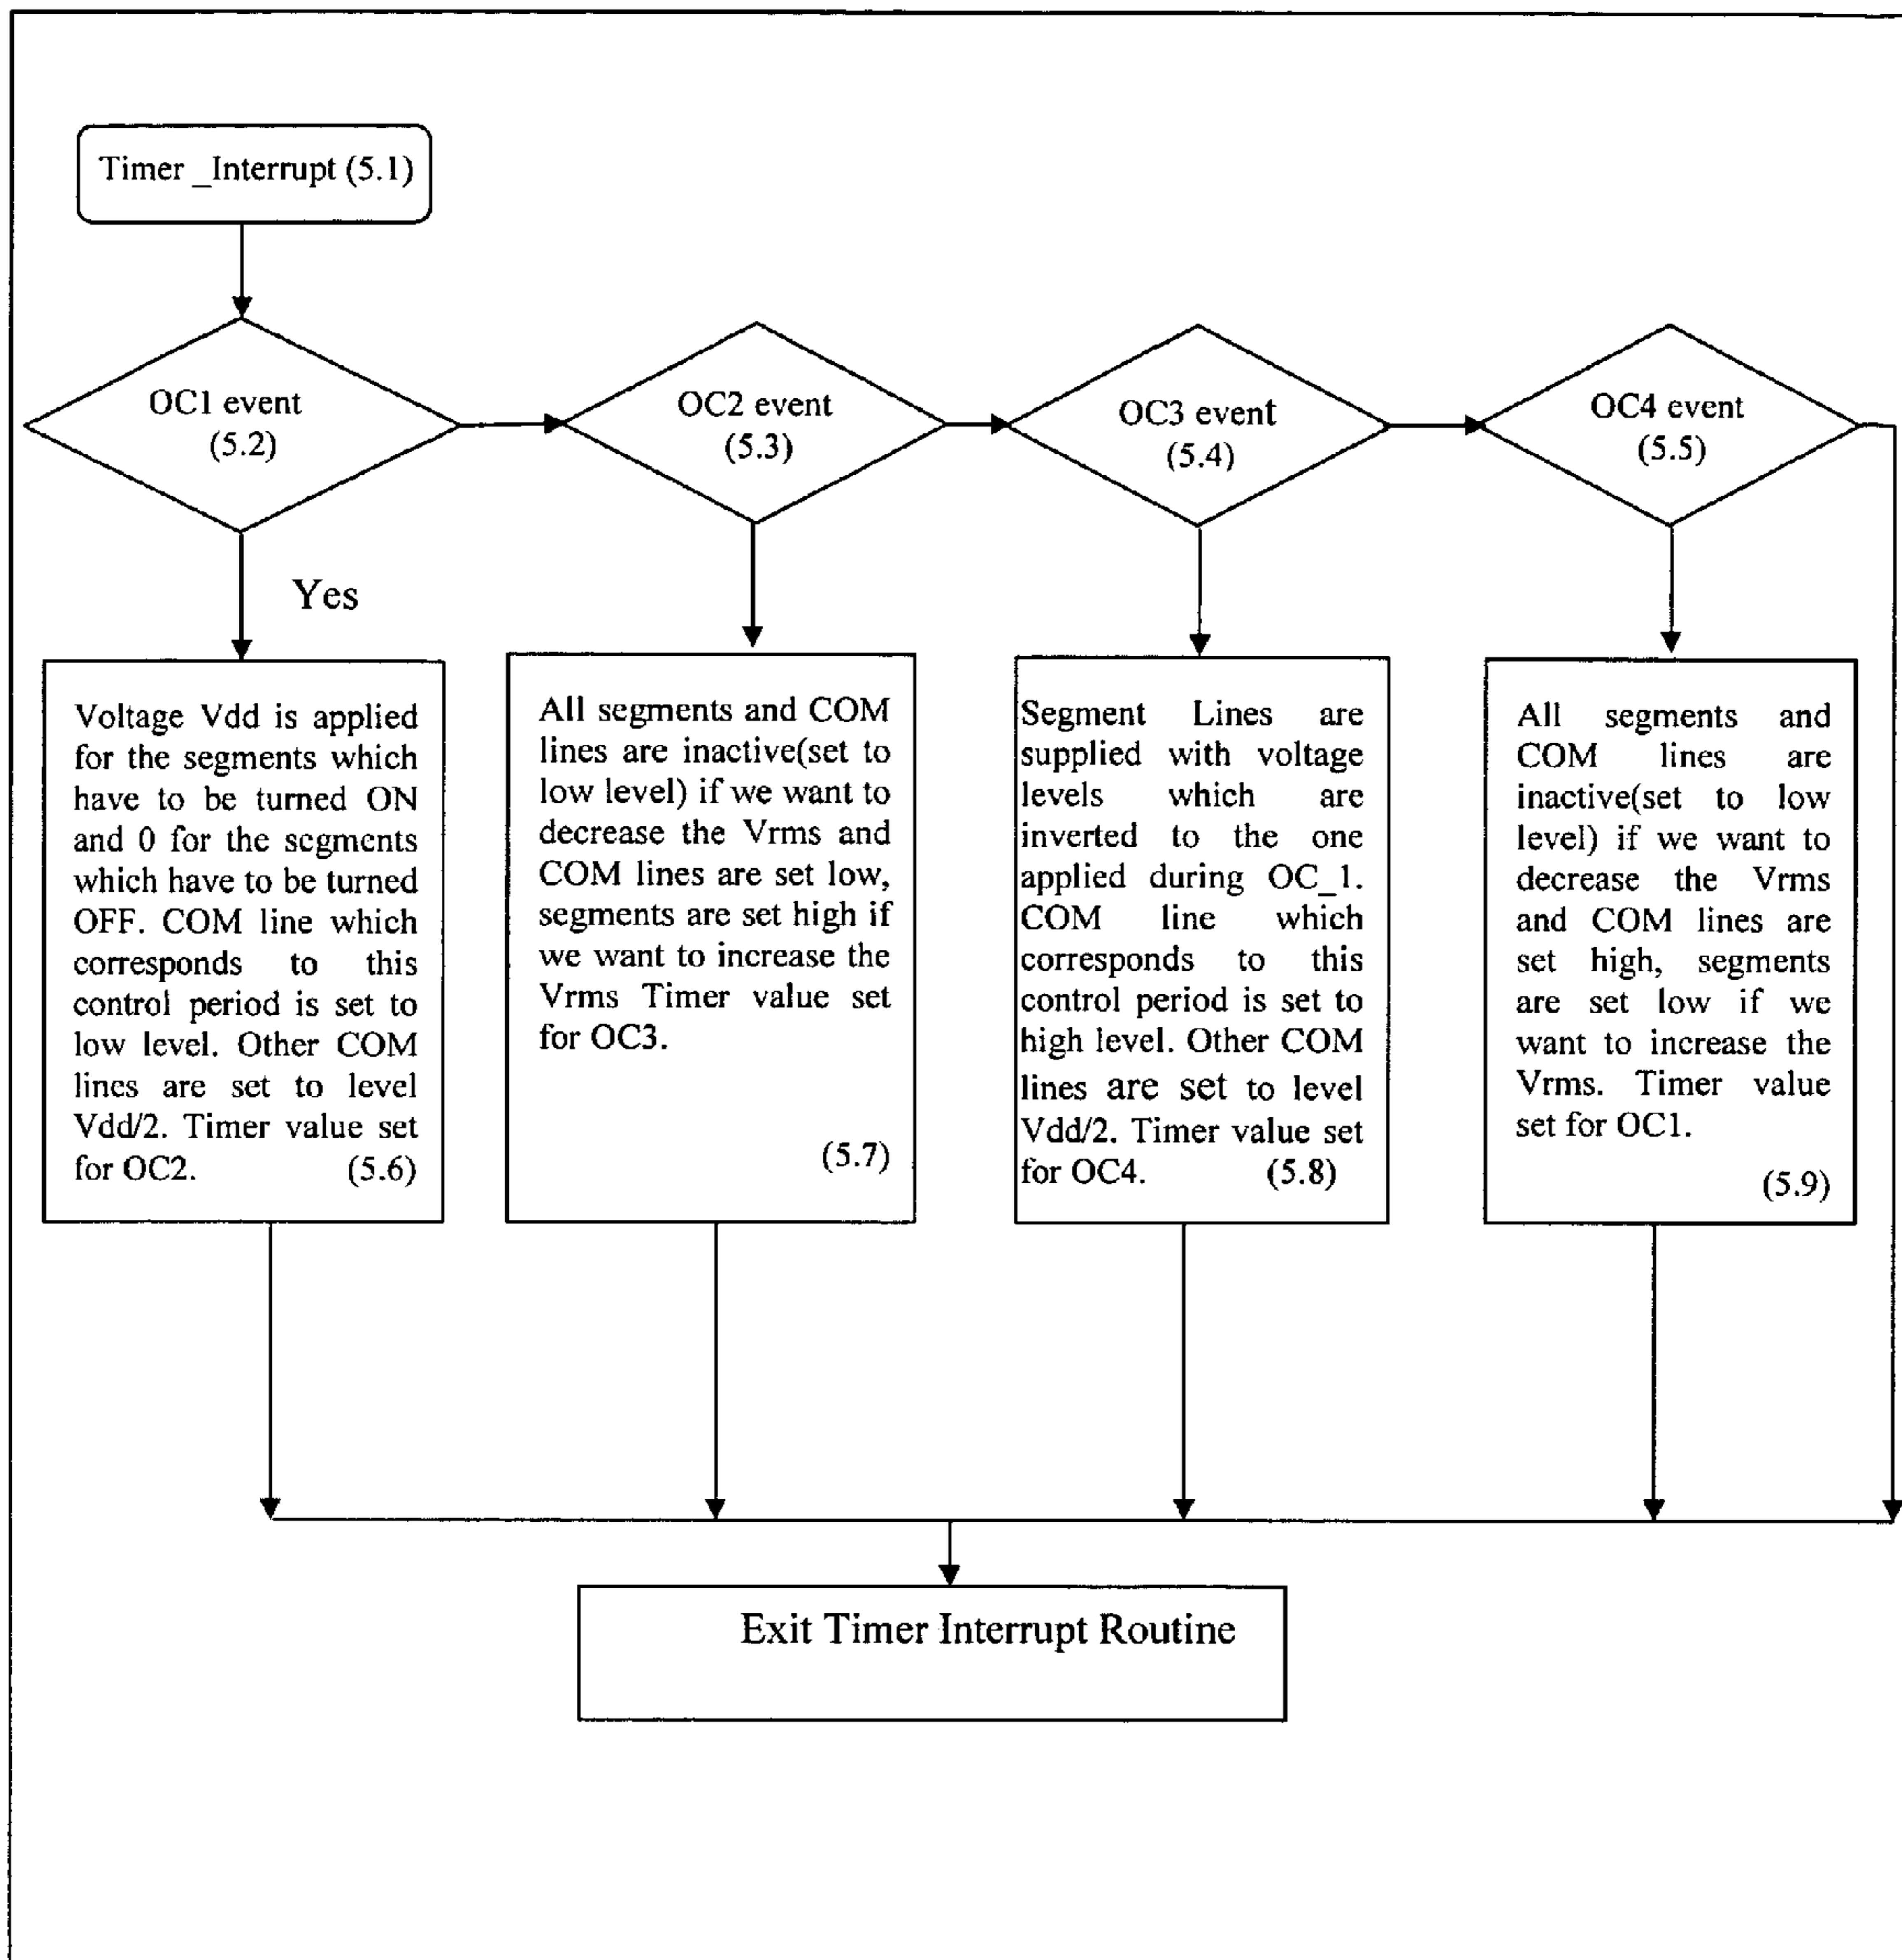 Timer _Interrupt (5.1)
OC1 event
(5.2)
OC2 event
(5.3)
OC3 event
(5.4)
OC4 event
(5.5)
Yes
Voltage Vdd is applied
for the segments which
have to be turned ON
and 0 for the segments
which have to be turned
OFF. COM line which
corresponds to this
control period is set to
low level. Other COM
lines are set to level
Vdd/2. Timer value set
for OC2. (5.6)
All segments and COM
lines are inactive(set to
low level) if we want to
decrease the Vrms and
COM lines are set low,
segments are set high if
we want to increase the
Vrms Timer value set
for OC3.
(5.7)
Segment Lines are
supplied with voltage
levels which are
inverted to the one
applied during OC_1.
COM line which
corresponds to this
control period is set to
high level. Other COM
lines are set to level
Vdd/2. Timer value set
for OC4. (5.8)
All segments and
COM lines are
inactive(set to low
level) if we want to
decrease the Vrms
and COM lines are
set high, segments
are set low if we
want to increase the
Vrms. Timer value
set for OC1.
(5.9)
Exit Timer Interrupt Routine